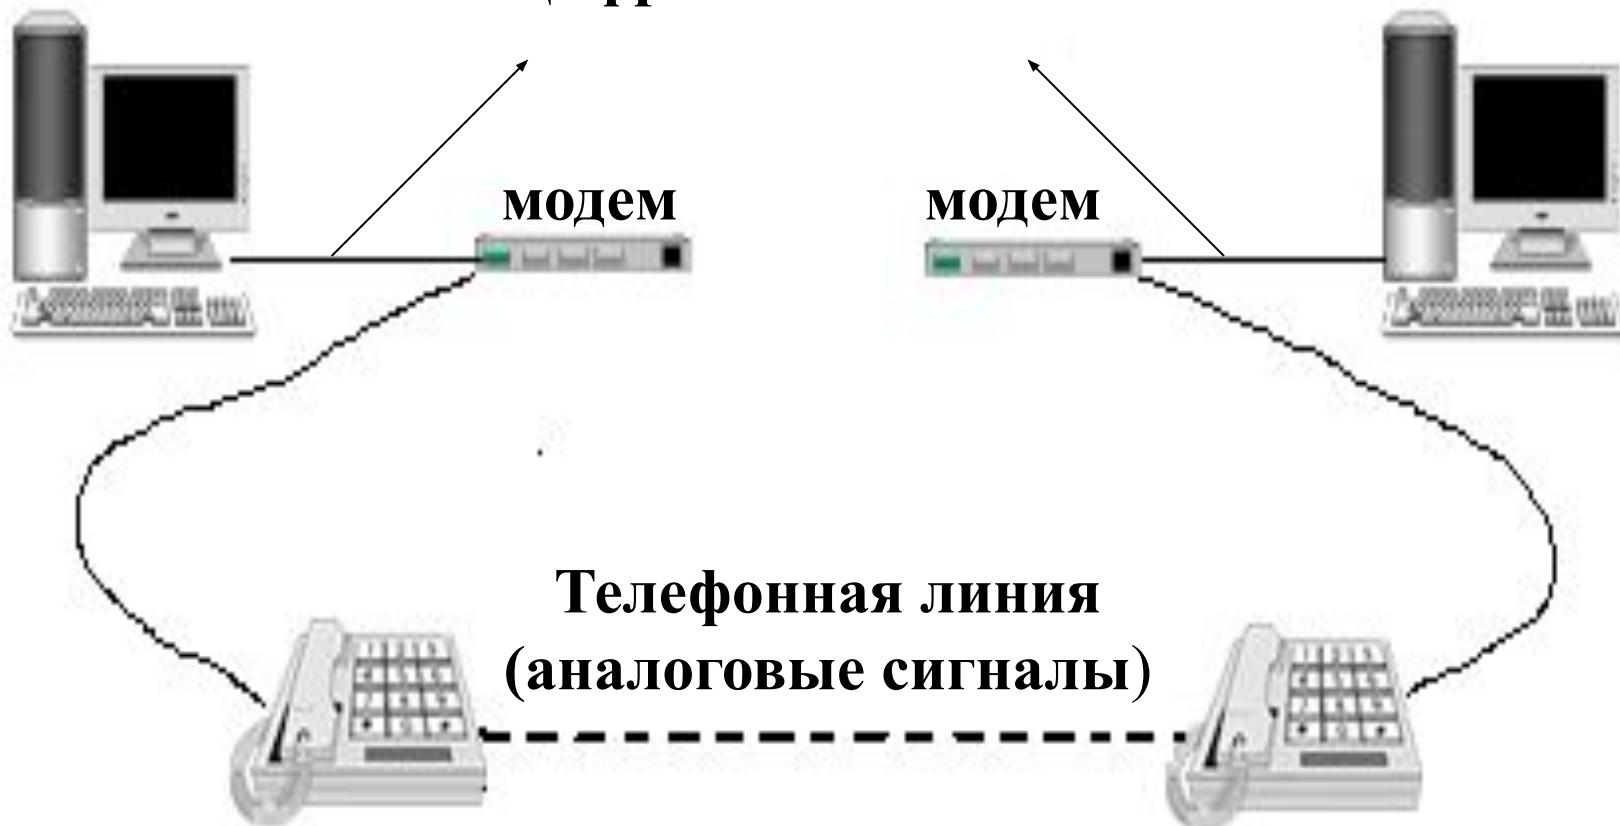 модем модем
Телефонная линия
(аналоговые сигналы)